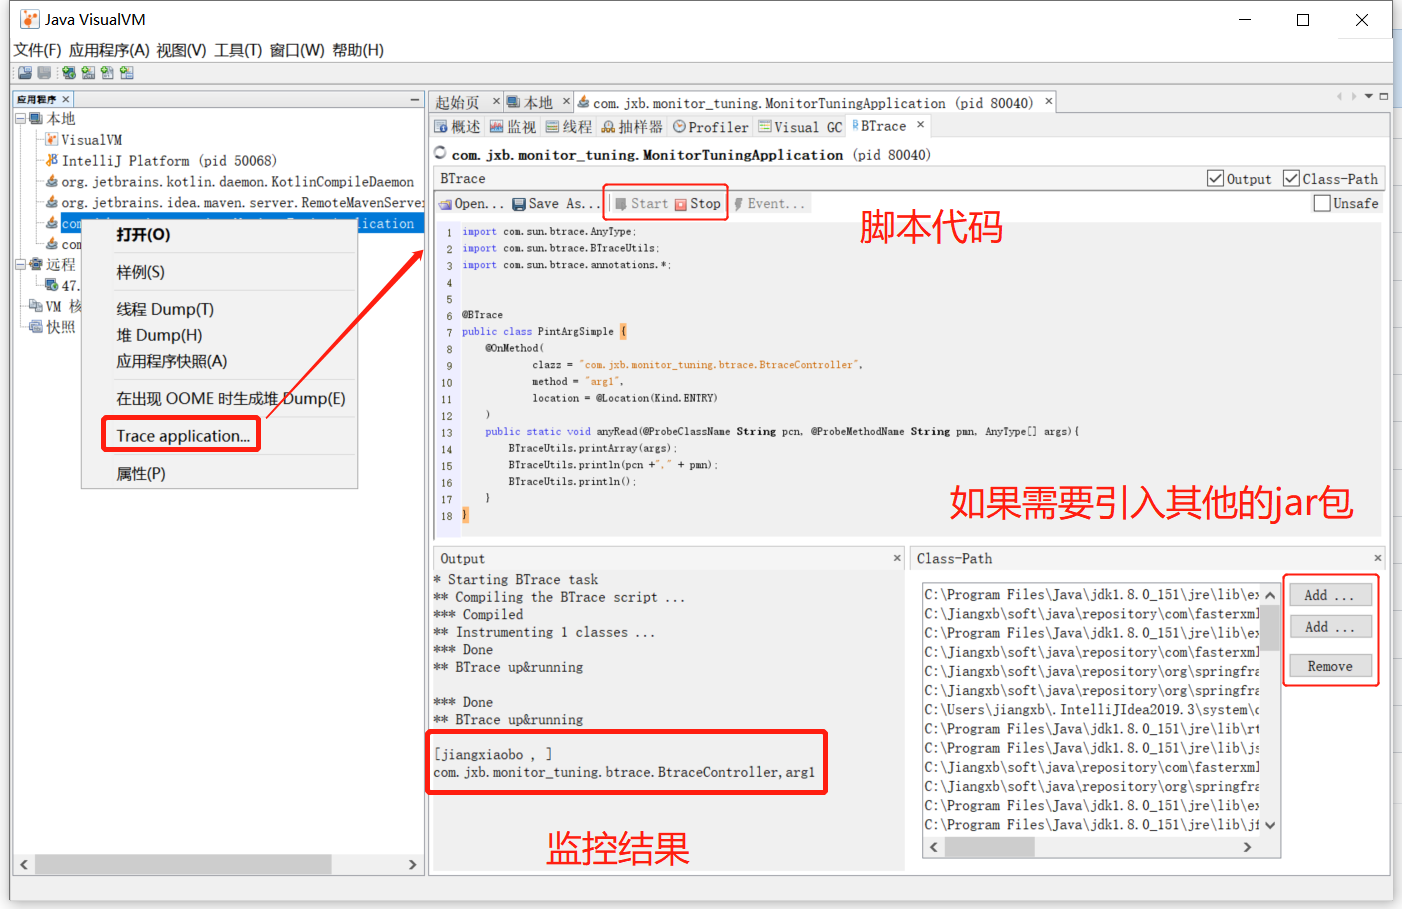 Java VisualVM
文件(F) 应用程序(A) 视图(V) 工具(T) 窗口(W) 帮助(H)
应用程序
本地
VisualVM
IntelliJ Platform (pid 50068)
org.jetbrains.kotlin.daemon.KotlinCompileDaemon
org.jetbrains.idea.maven.server.RemoteMavenServer
远程
47.
VM 核
快照
打开(O)
样例(S)
线程 Dump(T)
堆 Dump(H)
应用程序快照(A)
在出现 OOME 时生成堆 Dump(E)
Trace application...
属性(P)
起始页 本地 com.jxb.monitor_tuning.MonitorTuningApplication (pid 80040)
概述 监视 线程 抽样器 Profiler Visual GC BTrace
com.jxb.monitor_tuning.MonitorTuningApplication (pid 80040)
BTrace Output Class-Path
Open... Save As... Start Stop Event... Unsafe
脚本代码
1 import com.sun.btrace.AnyType;
2 import com.sun.btrace.BTraceUtils;
3 import com.sun.btrace.annotations.*;
4
5
6 @BTrace
7 public class PintArgSimple {
8 @OnMethod(
9 clazz = "com.jxb.monitor_tuning.btrace.BtraceController",
10 method = "arg1",
11 location = @Location(Kind.ENTRY)
12 )
13 public static void anyRead(@ProbeClassName String pcn, @ProbeMethodName String pmn, AnyType[] args){
14 BTraceUtils.printArray(args);
15 BTraceUtils.println(pcn +"," + pmn);
16 BTraceUtils.println();
17 }
18 }
如果需要引入其他的jar包
Output
* Starting BTrace task
** Compiling the BTrace script ...
*** Compiled
** Instrumenting 1 classes ...
*** Done
** BTrace up&running
*** Done
** BTrace up&running
[jiangxiaobo , ]
com.jxb.monitor_tuning.btrace.BtraceController,arg1
监控结果
Class-Path
C:\Program Files\Java\jdk1.8.0_151\jre\lib\ex
C:\Jiangxb\soft\java\repository\com\fasterxml
C:\Program Files\Java\jdk1.8.0_151\jre\lib\ex
C:\Jiangxb\soft\java\repository\com\fasterxml
C:\Jiangxb\soft\java\repository\org\springfra
C:\Jiangxb\soft\java\repository\org\springfra
C:\Users\jiangxb\.IntelliJIdea2019.3\system\c
C:\Program Files\Java\jdk1.8.0_151\jre\lib\rt
C:\Program Files\Java\jdk1.8.0_151\jre\lib\js
C:\Jiangxb\soft\java\repository\com\fasterxml
C:\Jiangxb\soft\java\repository\org\springfra
C:\Program Files\Java\jdk1.8.0_151\jre\lib\ex
C:\Program Files\Java\jdk1.8.0_151\jre\lib\jf
Add ...
Add ...
Remove